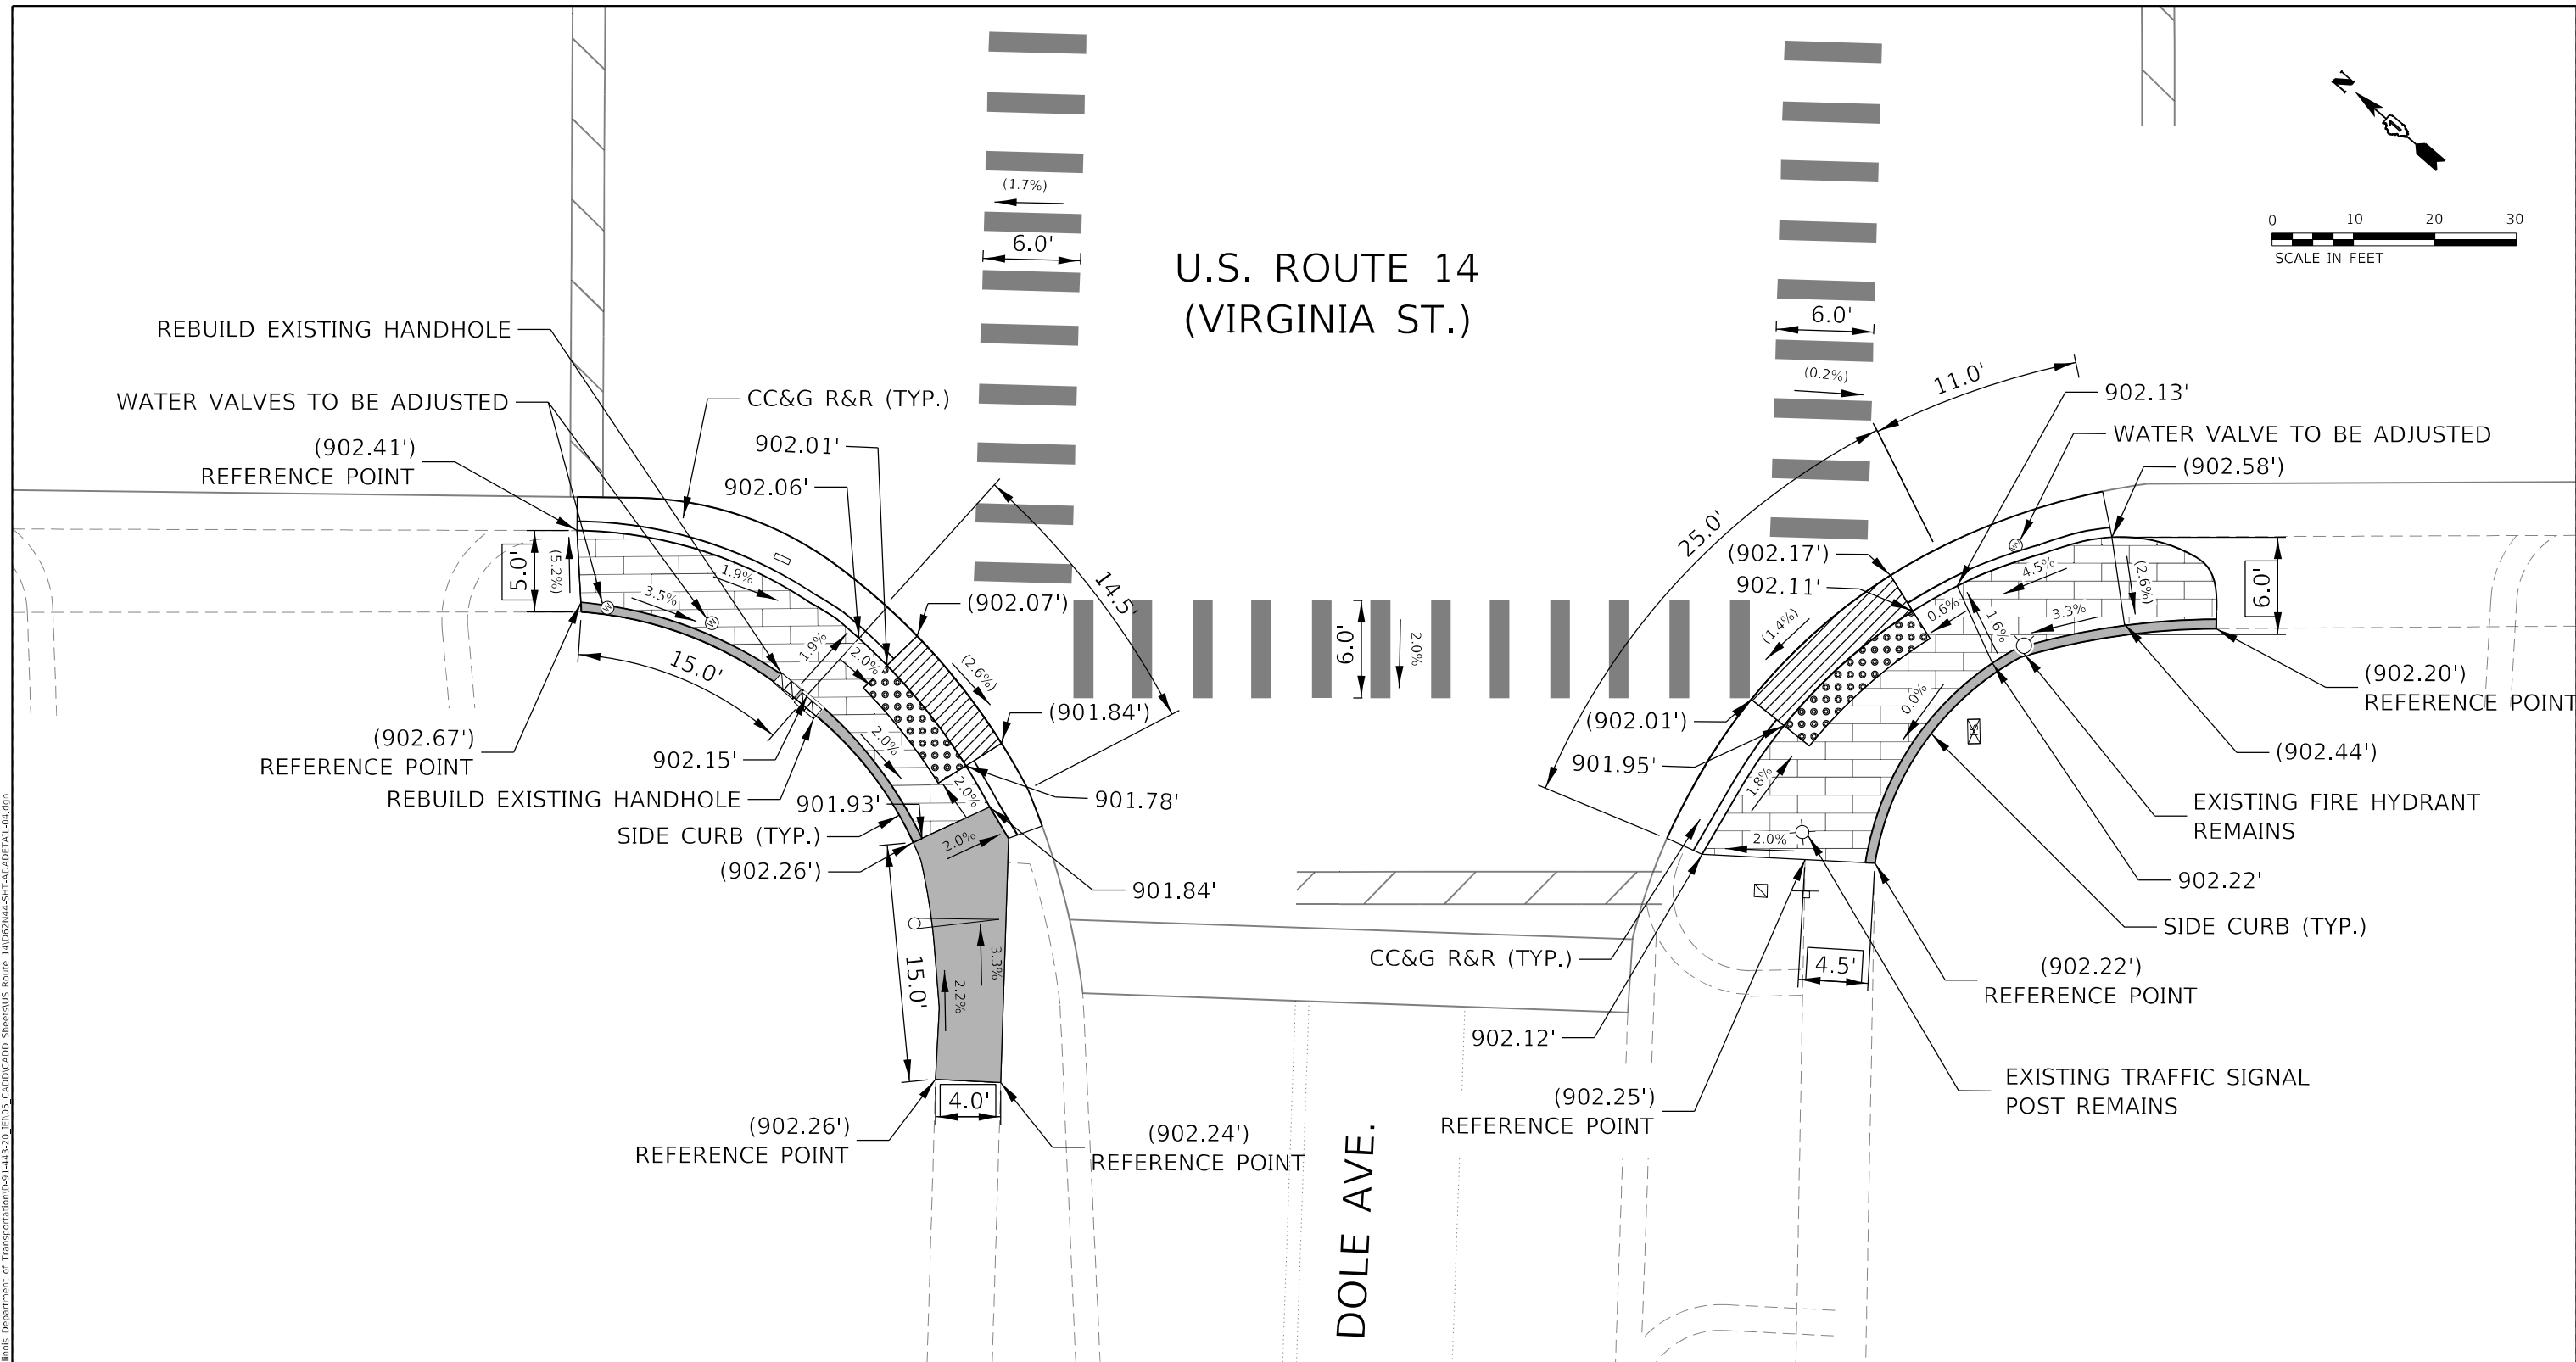 N
1
0 10 20 30
SCALE IN FEET
(1.7%)
6.0'
U.S. ROUTE 14
(VIRGINIA ST.)
6.0'
(0.2%)
11.0'
25.0'
REBUILD EXISTING HANDHOLE
WATER VALVES TO BE ADJUSTED
(902.41')
REFERENCE POINT
CC&G R&R (TYP.)
902.01'
902.06'
902.13'
WATER VALVE TO BE ADJUSTED
(902.58')
(902.17')
902.11'
5.0'
(5.2%)
1.9%
3.5%
W
W
1.9%
2.0%
(902.07')
14.5'
(2.6%)
(901.84')
6.0'
2.0%
(1.4%)
(902.01')
901.95'
W
4.5%
0.6%
1.6%
3.3%
(2.6%)
6.0'
0.0%
1.8%
2.0%
15.0'
(902.67')
REFERENCE POINT
902.15'
REBUILD EXISTING HANDHOLE
901.93'
SIDE CURB (TYP.)
(902.26')
2.0%
2.0%
2.0%
901.78'
901.84'
(902.20')
REFERENCE POINT
(902.44')
EXISTING FIRE HYDRANT
REMAINS
902.22'
SIDE CURB (TYP.)
15.0'
3.3%
2.2%
4.0'
(902.26')
REFERENCE POINT
(902.24')
REFERENCE POINT
CC&G R&R (TYP.)
4.5'
(902.22')
REFERENCE POINT
902.12'
(902.25')
REFERENCE POINT
EXISTING TRAFFIC SIGNAL
POST REMAINS
DOLE AVE.